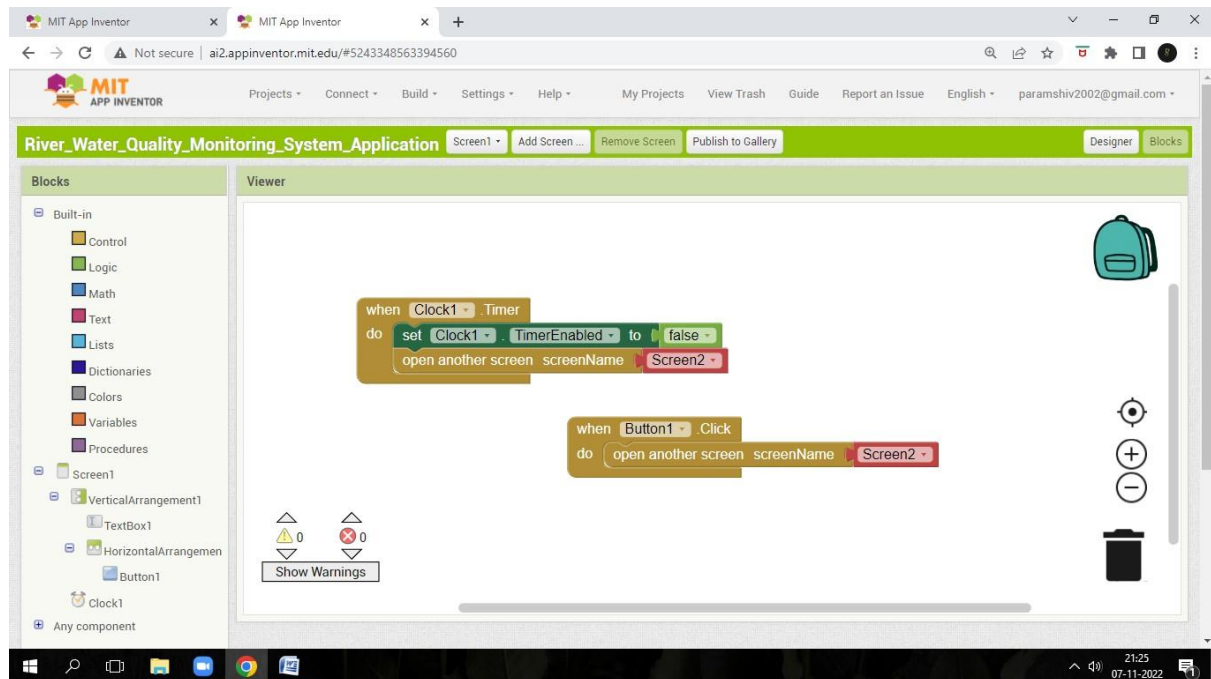 MIT App Inventor
MIT App Inventor
Not secure | ai2.appinventor.mit.edu/#5243348563394560
MIT
APP INVENTOR
Projects Connect Build Settings Help My Projects View Trash Guide Report an Issue English paramshiv2002@gmail.com
River_Water_Quality_Monitoring_System_Application Screen1 Add Screen ... Remove Screen Publish to Gallery Designer Blocks
Blocks
Viewer
Built-in
Control
Logic
Math
Text
Lists
Dictionaries
Colors
Variables
Procedures
Screen1
VerticalArrangement1
TextBox1
HorizontalArrangemen
Button1
Clock1
Any component
when Clock1 .Timer
do set Clock1 . TimerEnabled to false
open another screen screenName Screen2
when Button1 .Click
do open another screen screenName Screen2
0 0
Show Warnings
21:25
07-11-2022